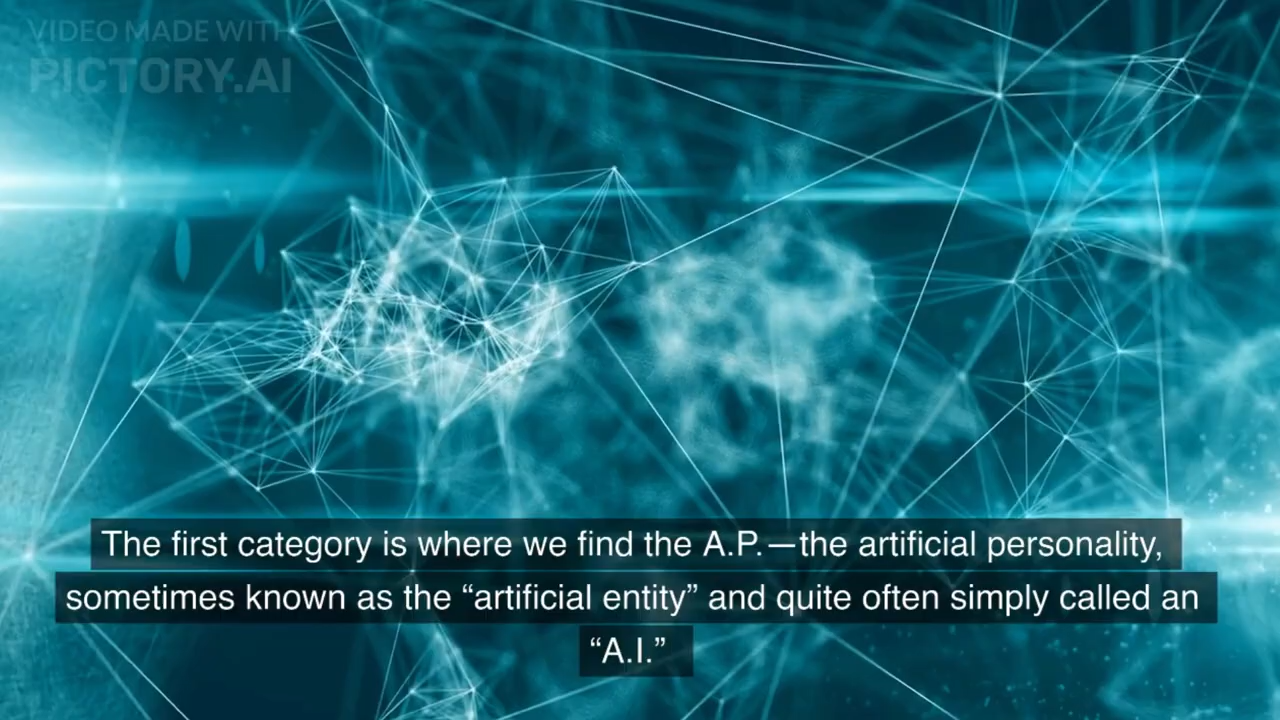 VIDEO MADE WITH
PICTORY.AI
The first category is where we find the A.P.—the artificial personality,
sometimes known as the “artificial entity” and quite often simply called an
“A.I.”